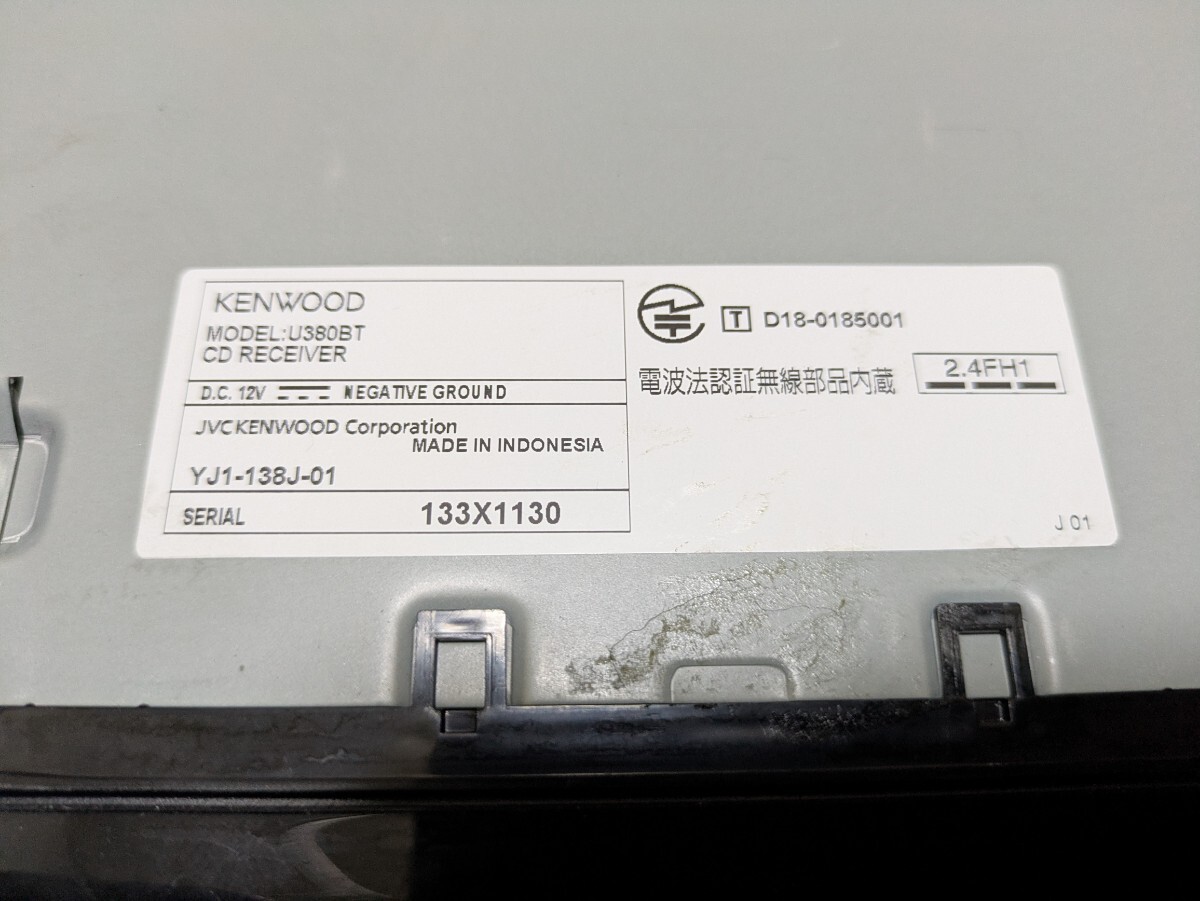 KENWOOD
MODEL:U380BT
CD RECEIVER
D.C. 12V NEGATIVE GROUND
JVCKENWOOD Corporation
MADE IN INDONESIA
YJ1-138J-01
SERIAL 133X1130
T D18-0185001
電波法認証無線部品内蔵 2.4FH1
J 01